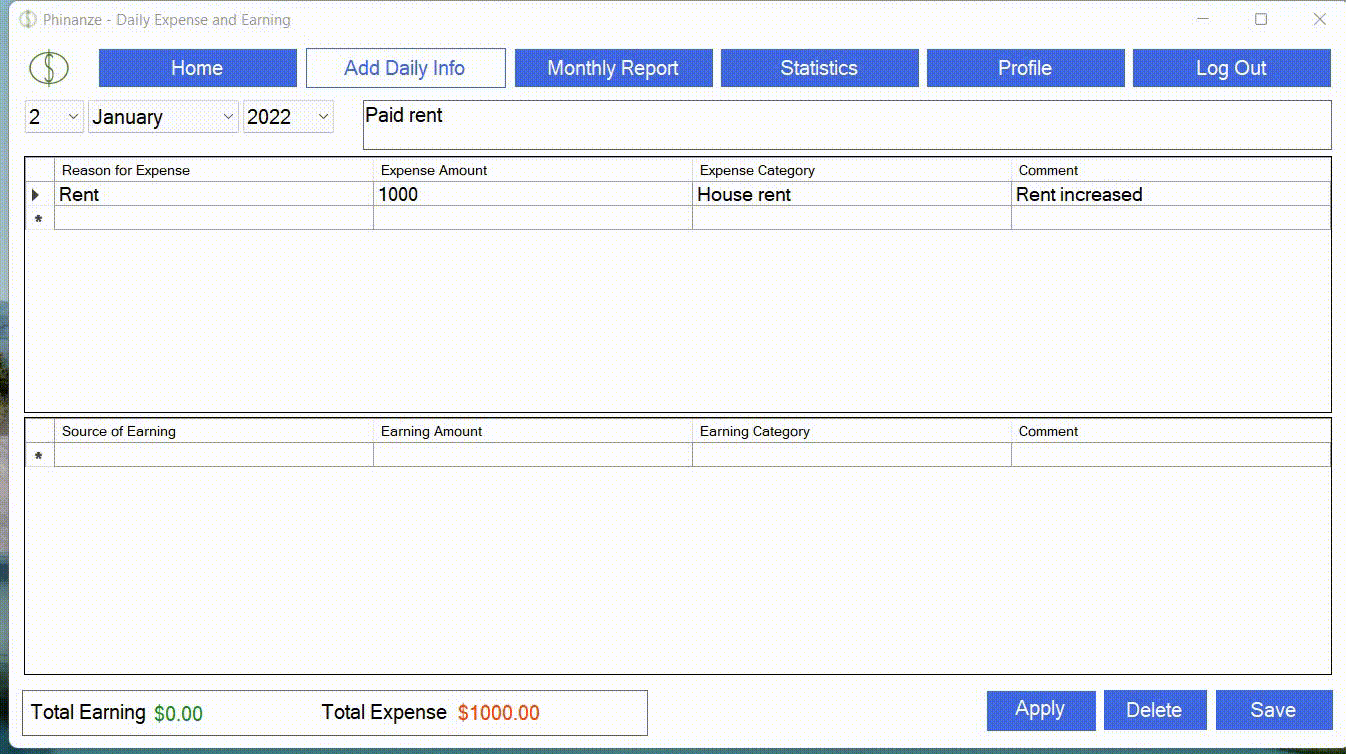 Phinanze - Daily Expense and Earning
Home Add Daily Info Monthly Report Statistics Profile Log Out
2 January 2022 Paid rent
Reason for Expense Expense Amount Expense Category Comment
Rent 1000 House rent Rent increased
*
Source of Earning Earning Amount Earning Category Comment
*
Total Earning $0.00 Total Expense $1000.00 Apply Delete Save